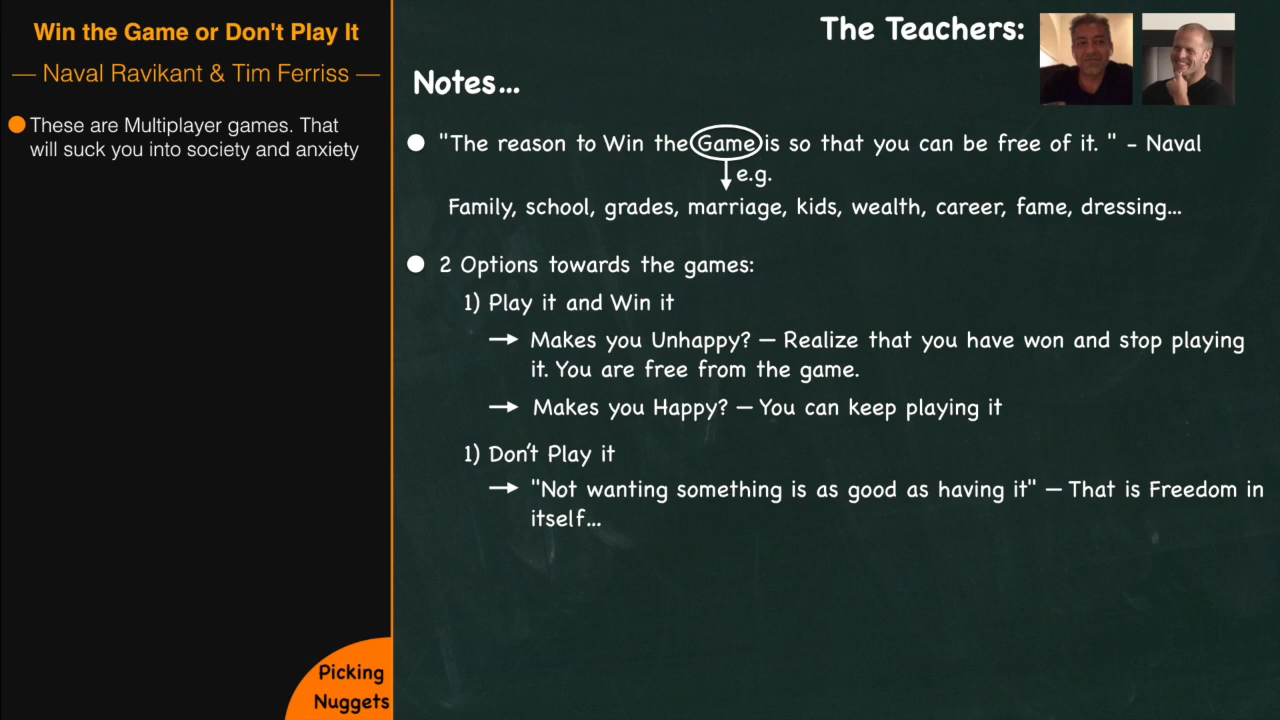 Win the Game or Don't Play It
— Naval Ravikant & Tim Ferriss —
These are Multiplayer games. That
will suck you into society and anxiety
The Teachers:
Notes...
"The reason to Win the Game is so that you can be free of it. " - Naval
e.g.
Family, school, grades, marriage, kids, wealth, career, fame, dressing...
2 Options towards the games:
1) Play it and Win it
→ Makes you Unhappy? — Realize that you have won and stop playing
it. You are free from the game.
→ Makes you Happy? — You can keep playing it
1) Don't Play it
→ "Not wanting something is as good as having it" — That is Freedom in
itself...
Picking
Nuggets